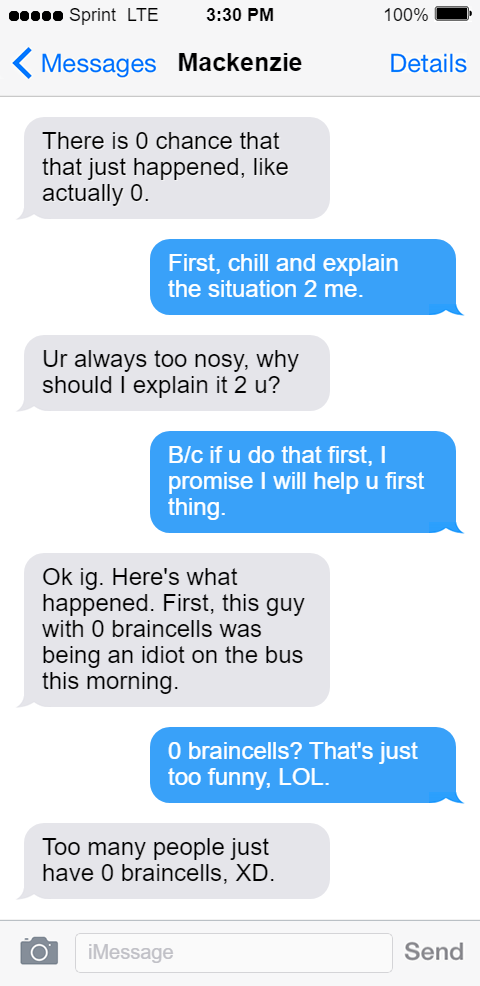 Sprint LTE 3:30 PM 100%
Messages Mackenzie Details
There is 0 chance that
that just happened, like
actually 0.
First, chill and explain
the situation 2 me.
Ur always too nosy, why
should I explain it 2 u?
B/c if u do that first, I
promise I will help u first
thing.
Ok ig. Here's what
happened. First, this guy
with 0 braincells was
being an idiot on the bus
this morning.
0 braincells? That's just
too funny, LOL.
Too many people just
have 0 braincells, XD.
iMessage Send